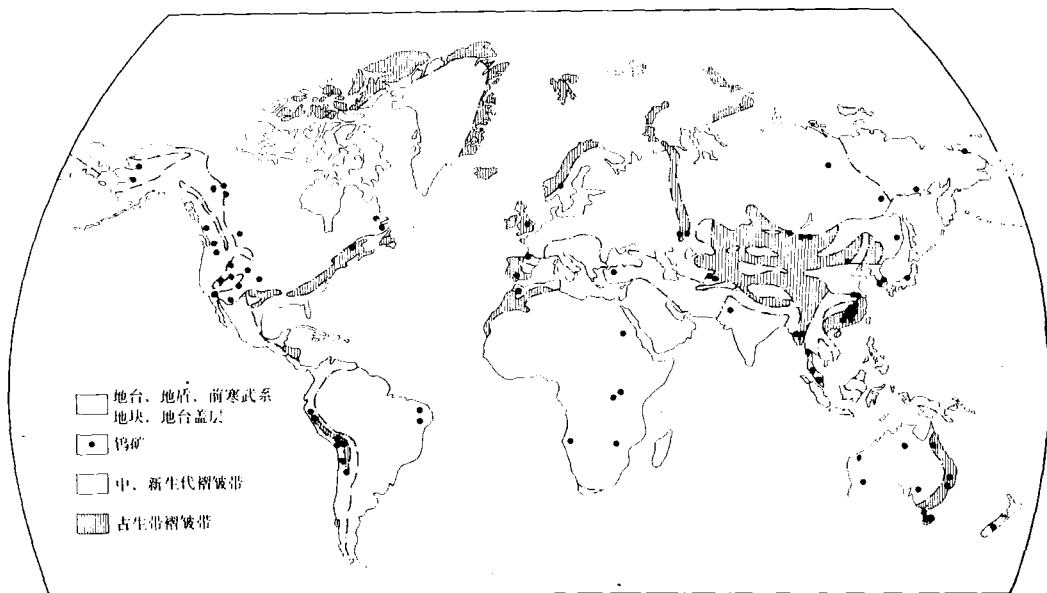 地台、地盾、前寒武系
地块、地台盖层
钨矿
中、新生代褶皱带
古生带褶皱带